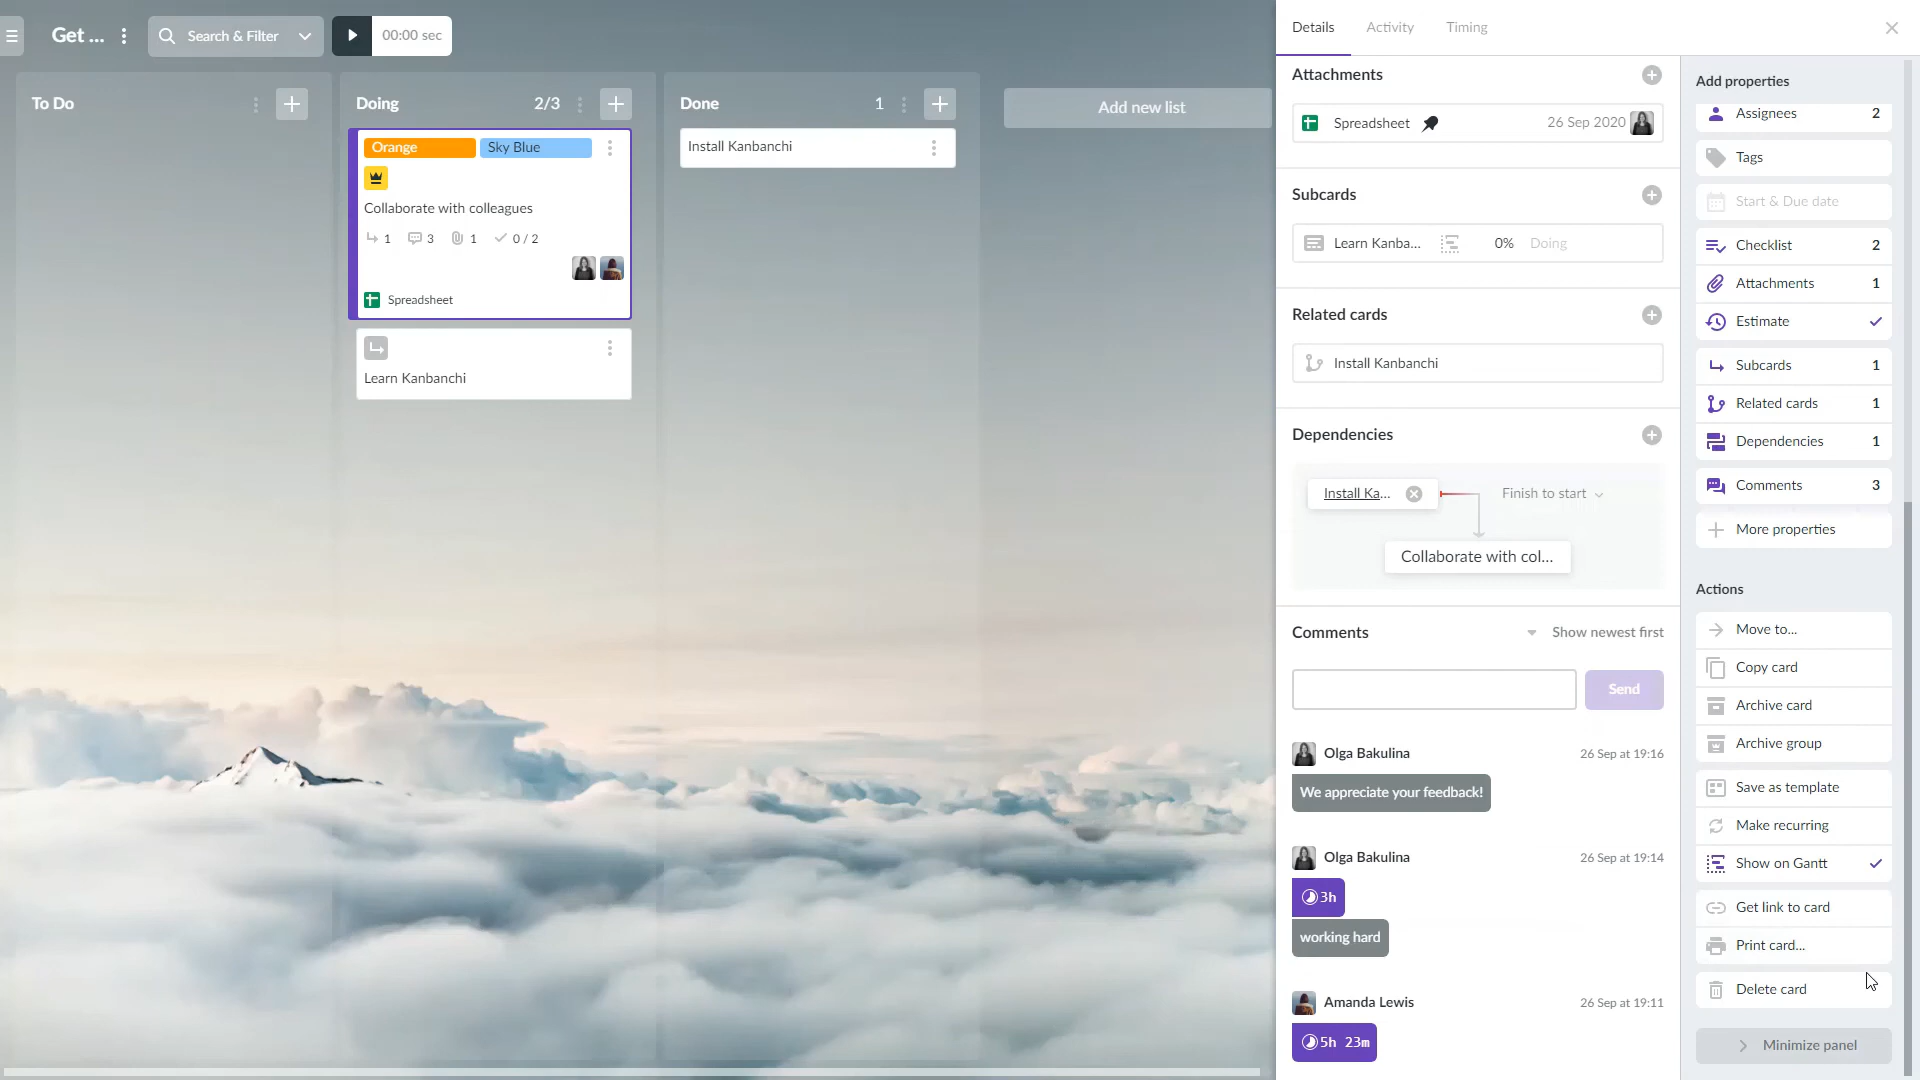 Get ...
Search & Filter
00:00 sec
To Do
Doing 2/3
Orange Sky Blue
Collaborate with colleagues
1 3 1 0 / 2
Spreadsheet
Learn Kanbanchi
Done 1
Install Kanbanchi
Add new list
Details Activity Timing
Attachments
Spreadsheet 26 Sep 2020
Subcards
Learn Kanba... 0% Doing
Related cards
Install Kanbanchi
Dependencies
Install Ka... Finish to start
Collaborate with col...
Comments Show newest first
Send
Olga Bakulina 26 Sep at 19:16
We appreciate your feedback!
Olga Bakulina 26 Sep at 19:14
3h
working hard
Amanda Lewis 26 Sep at 19:11
5h 23m
Add properties
Assignees 2
Tags
Start & Due date
Checklist 2
Attachments 1
Estimate
Subcards 1
Related cards 1
Dependencies 1
Comments 3
More properties
Actions
Move to...
Copy card
Archive card
Archive group
Save as template
Make recurring
Show on Gantt
Get link to card
Print card...
Delete card
Minimize panel